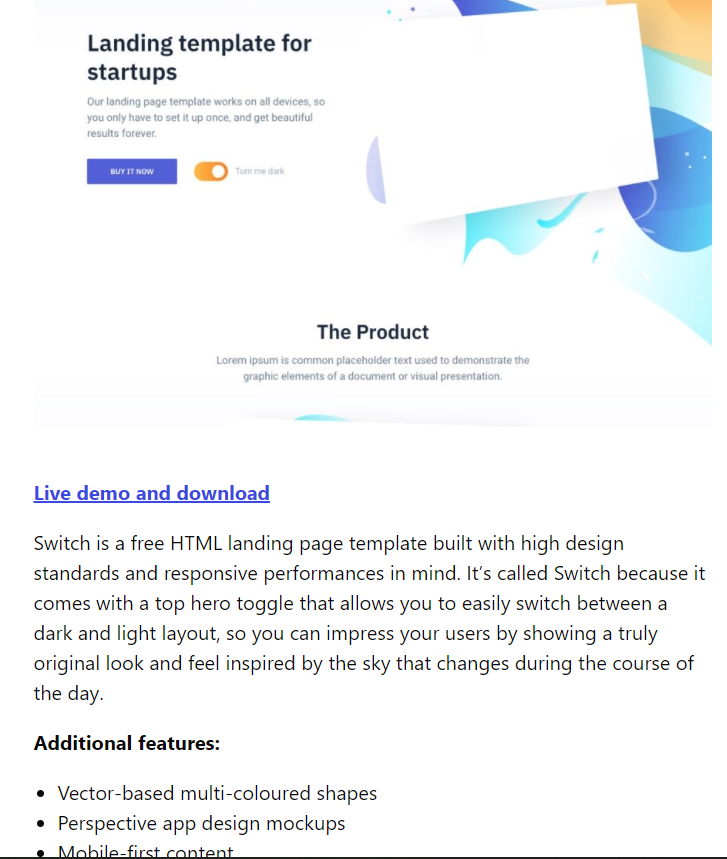 Landing template for
startups
Our landing page template works on all devices, so
you only have to set it up once, and get beautiful
results forever.
BUY IT NOW
Turn me dark
The Product
Lorem ipsum is common placeholder text used to demonstrate the
graphic elements of a document or visual presentation.
Live demo and download
Switch is a free HTML landing page template built with high design
standards and responsive performances in mind. It’s called Switch because it
comes with a top hero toggle that allows you to easily switch between a
dark and light layout, so you can impress your users by showing a truly
original look and feel inspired by the sky that changes during the course of
the day.
Additional features:
• Vector-based multi-coloured shapes
• Perspective app design mockups
• Mobile-first content